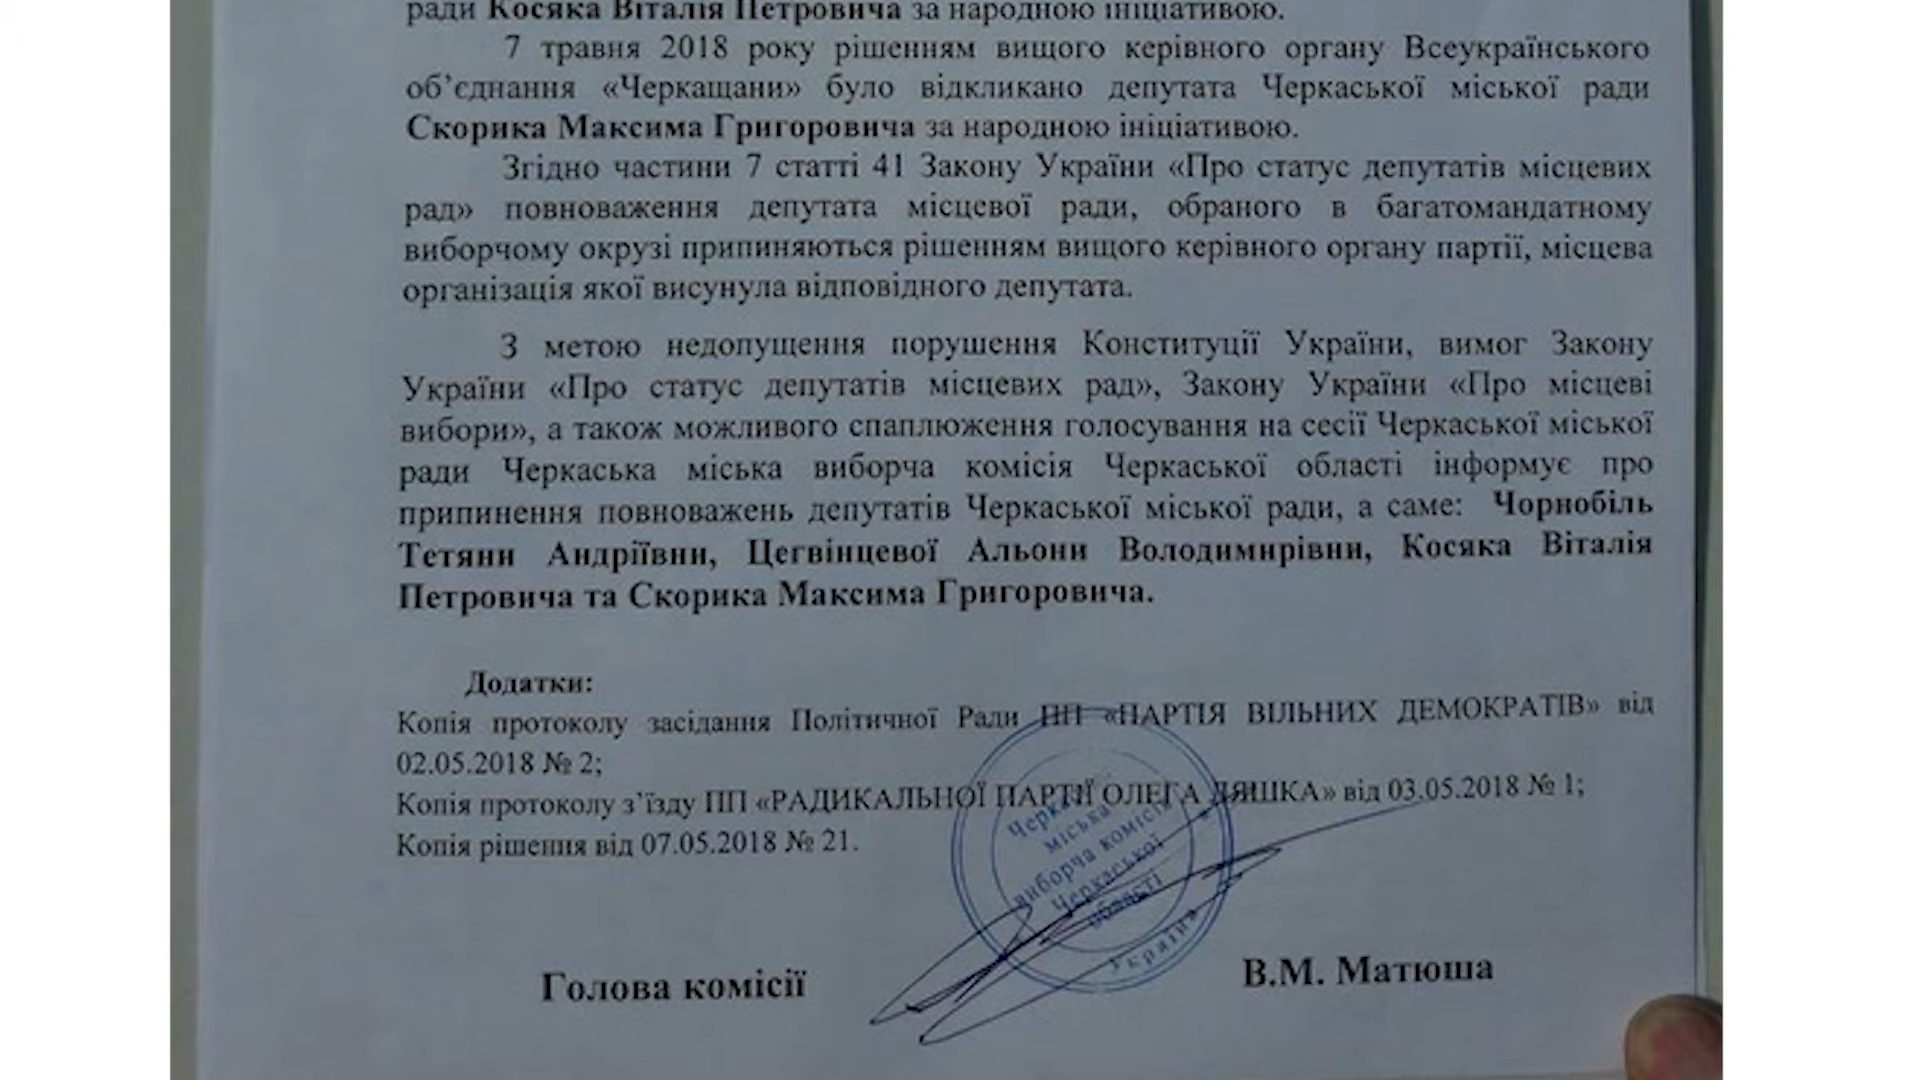 ради Косяка Віталія Петровича за народною ініціативою.
7 травня 2018 року рішенням вищого керівного органу Всеукраїнського
об’єднання «Черкащани» було відкликано депутата Черкаської міської ради
Скорика Максима Григоровича за народною ініціативою.
Згідно частини 7 статті 41 Закону України «Про статус депутатів місцевих
рад» повноваження депутата місцевої ради, обраного в багатомандатному
виборчому окрузі припиняються рішенням вищого керівного органу партії, місцева
організація якої висунула відповідного депутата.
З метою недопущення порушення Конституції України, вимог Закону
України «Про статус депутатів місцевих рад», Закону України «Про місцеві
вибори», а також можливого спаплюження голосування на сесії Черкаської міської
ради Черкаська міська виборча комісія Черкаської області інформує про
припинення повноважень депутатів Черкаської міської ради, а саме: Чорнобіль
Тетяни Андріївни, Цегвінцевої Альони Володимирівни, Косяка Віталія
Петровича та Скорика Максима Григоровича.
Додатки:
Копія протоколу засідання Політичної Ради ПП «ПАРТІЯ ВІЛЬНИХ ДЕМОКРАТІВ» від
02.05.2018 № 2;
Копія протоколу з’їзду ПП «РАДИКАЛЬНОЇ ПАРТІЇ ОЛЕГА ЛЯШКА» від 03.05.2018 № 1;
Копія рішення від 07.05.2018 № 21.
міська
виборча комісія
Черкаської
області
Україна
Голова комісії
В.М. Матюша